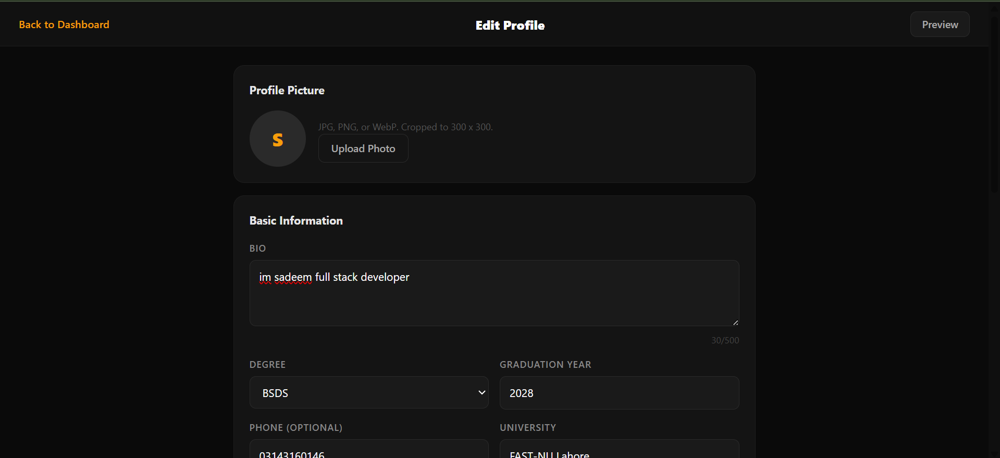 Back to Dashboard
Edit Profile
Preview
Profile Picture
S
JPG, PNG, or WebP. Cropped to 300 x 300.
Upload Photo
Basic Information
BIO
im sadeem full stack developer
30/500
DEGREE
GRADUATION YEAR
BSDS
2028
PHONE (OPTIONAL)
UNIVERSITY
03143160146
FAST-NU Lahore